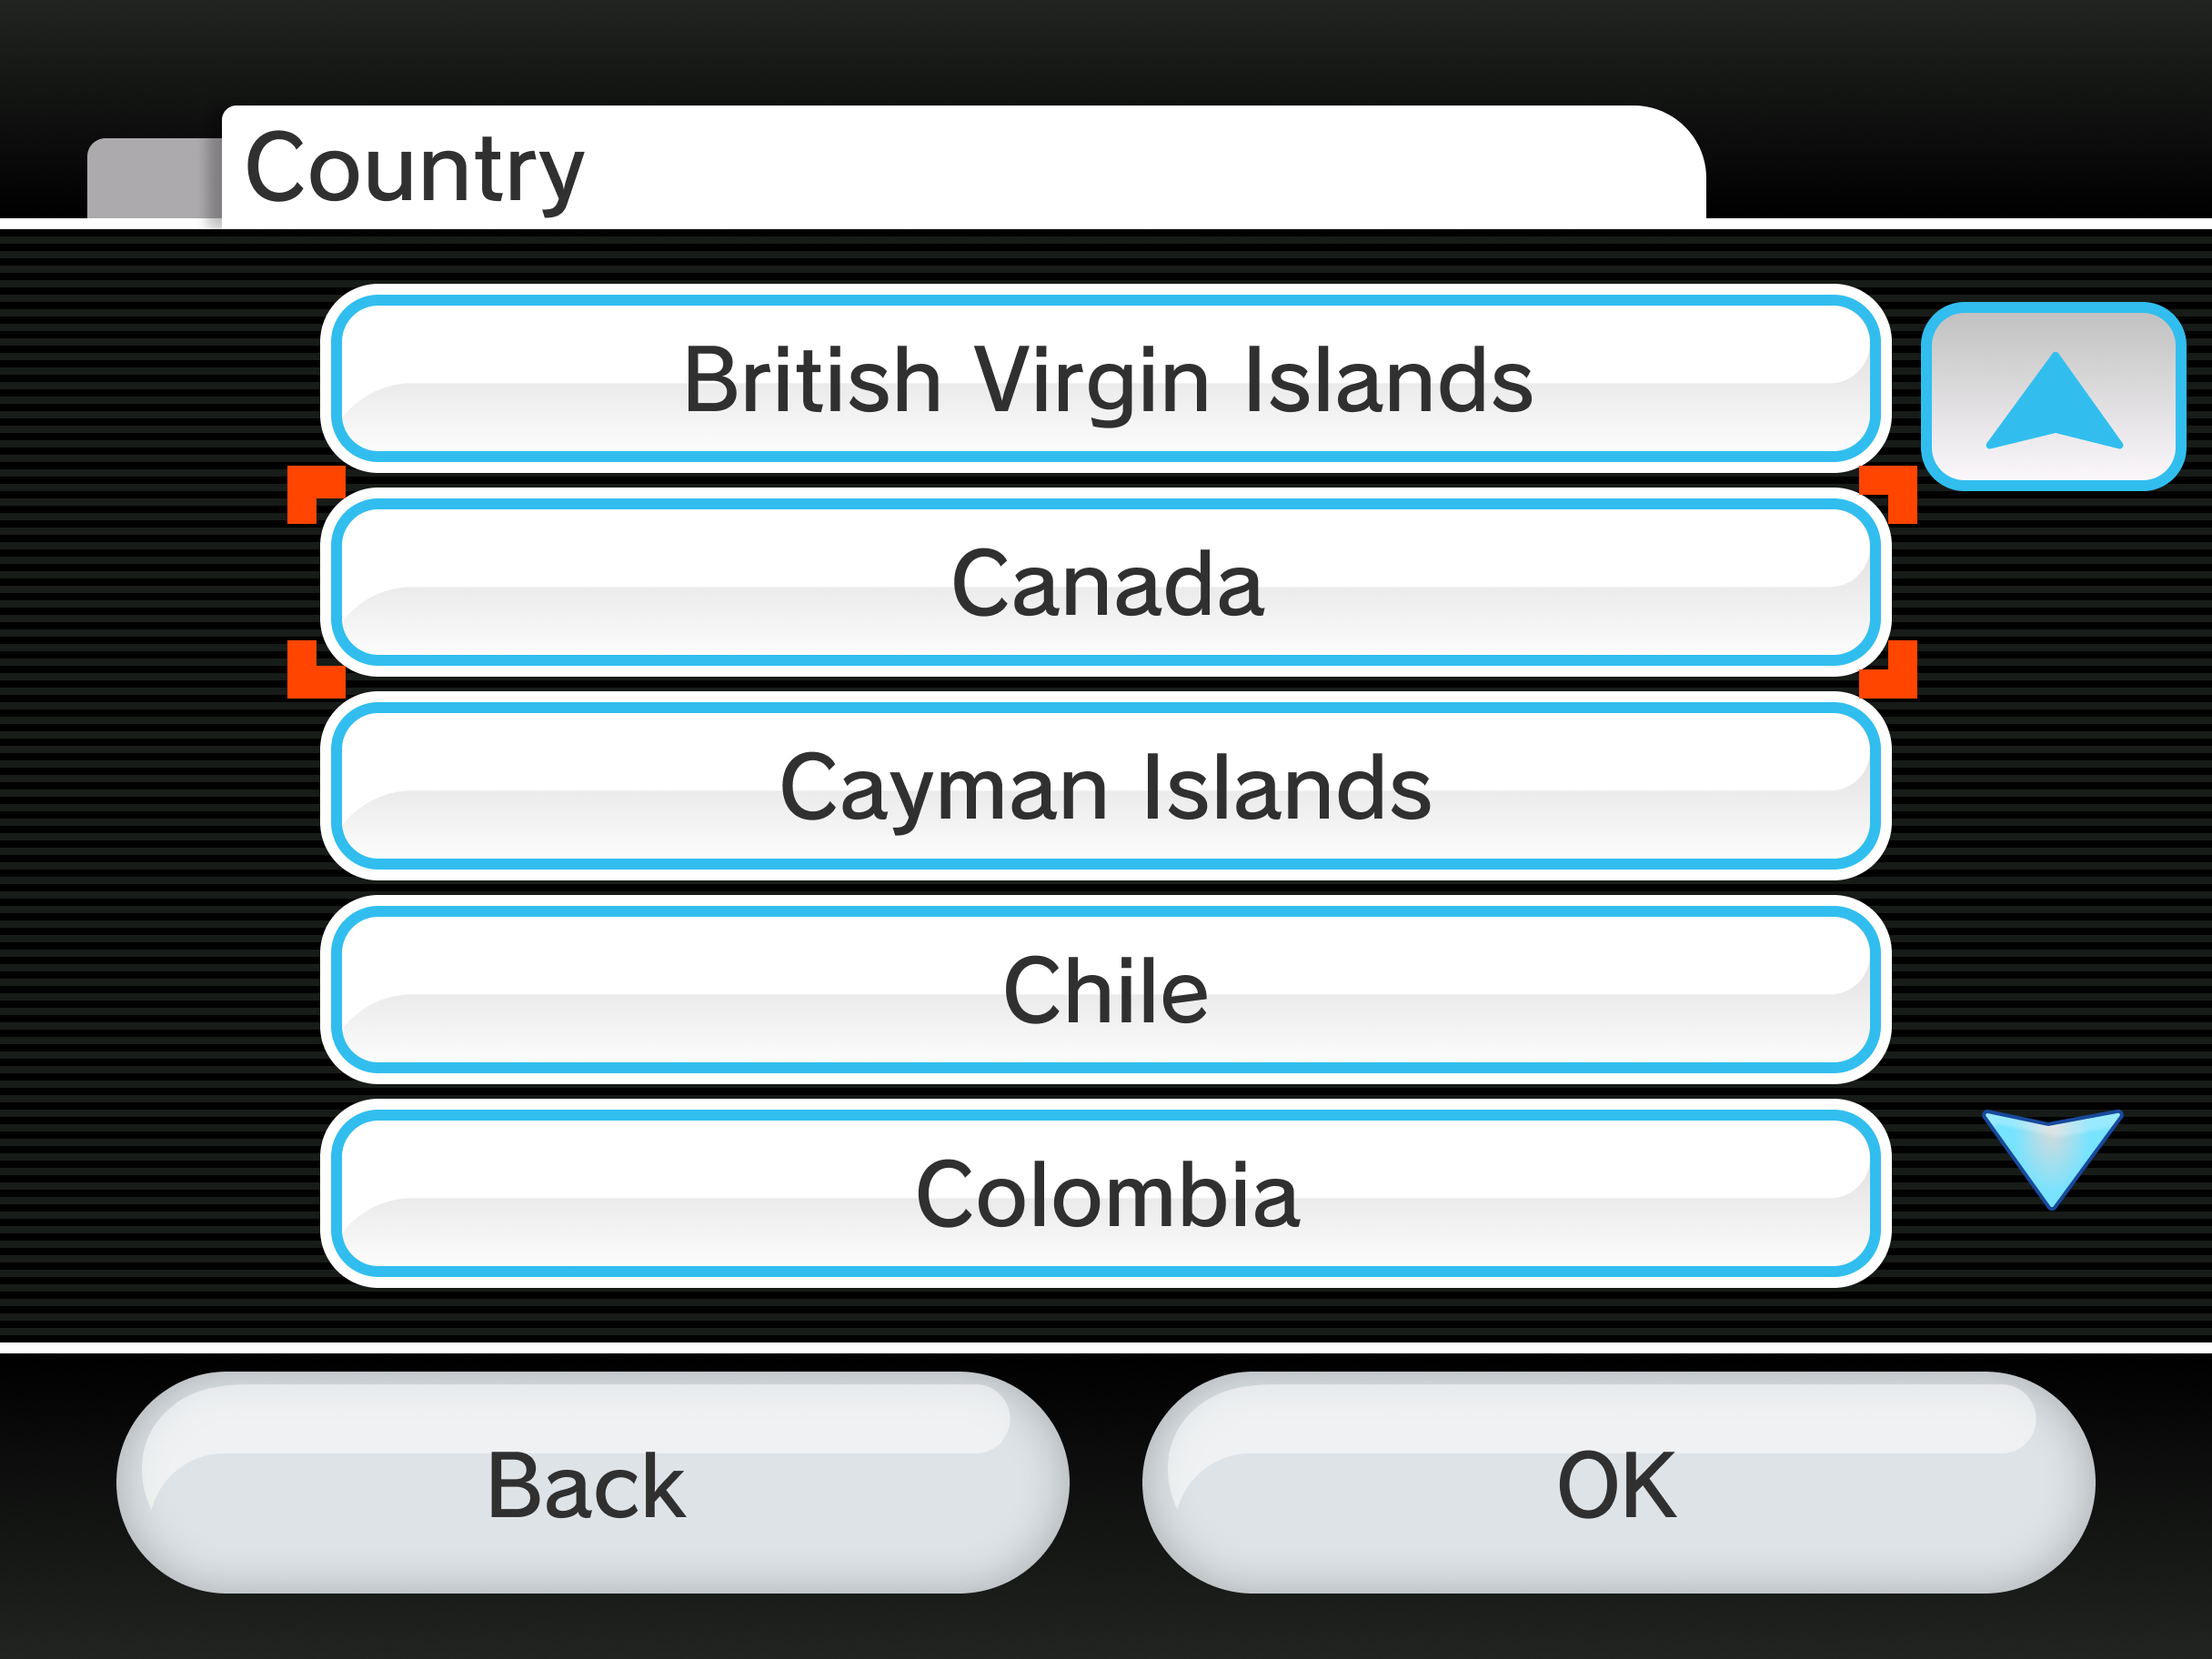 Country
British Virgin Islands
Canada
Cayman Islands
Chile
Colombia
Back
OK